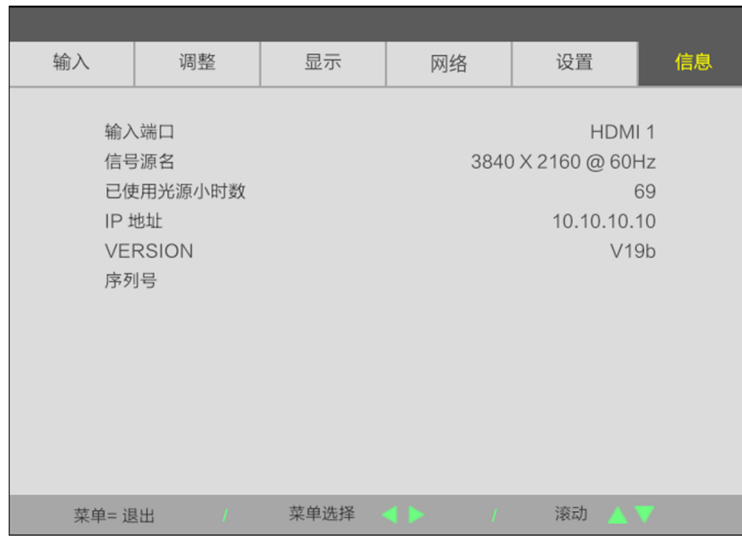 输入 调整 显示 网络 设置 信息
输入端口 HDMI 1
信号源名 3840 X 2160 @ 60Hz
已使用光源小时数 69
IP 地址 10.10.10.10
VERSION V19b
序列号
菜单= 退出 / 菜单选择 ◀ ▶ / 滚动 ▲ ▼